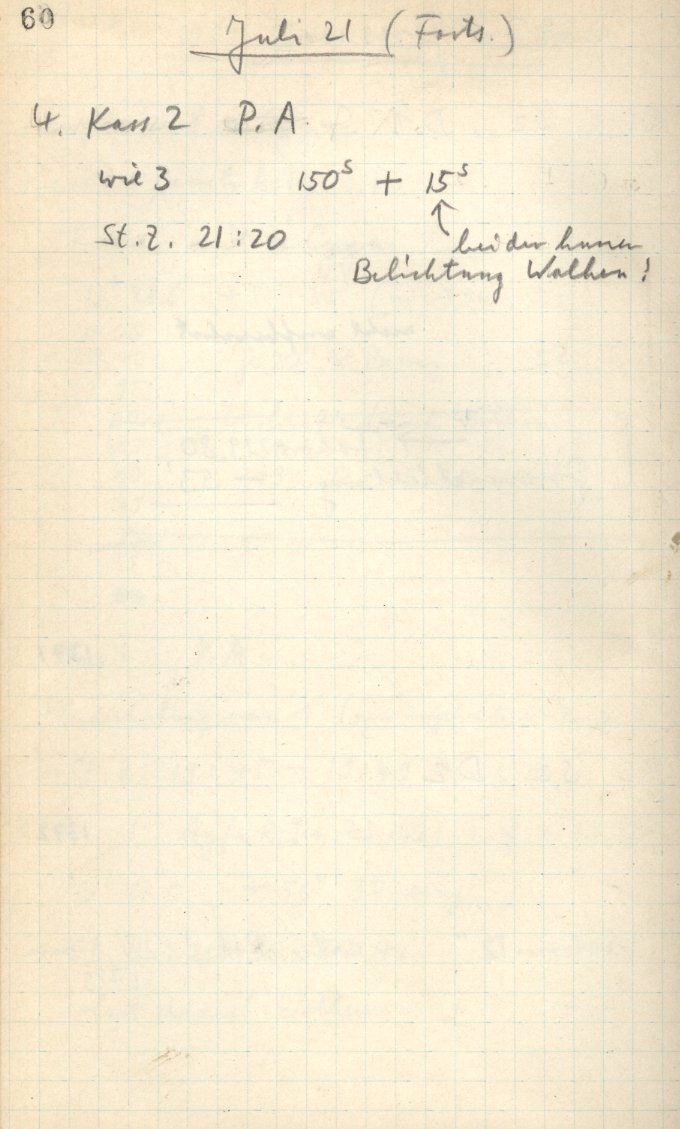 60
Juli 21 (Forts.)
4. Kass 2 P. A.
wie 3 150ˢ + 15ˢ
↑
St. Z. 21:20 bei der kurzen
Belichtung Wolken!